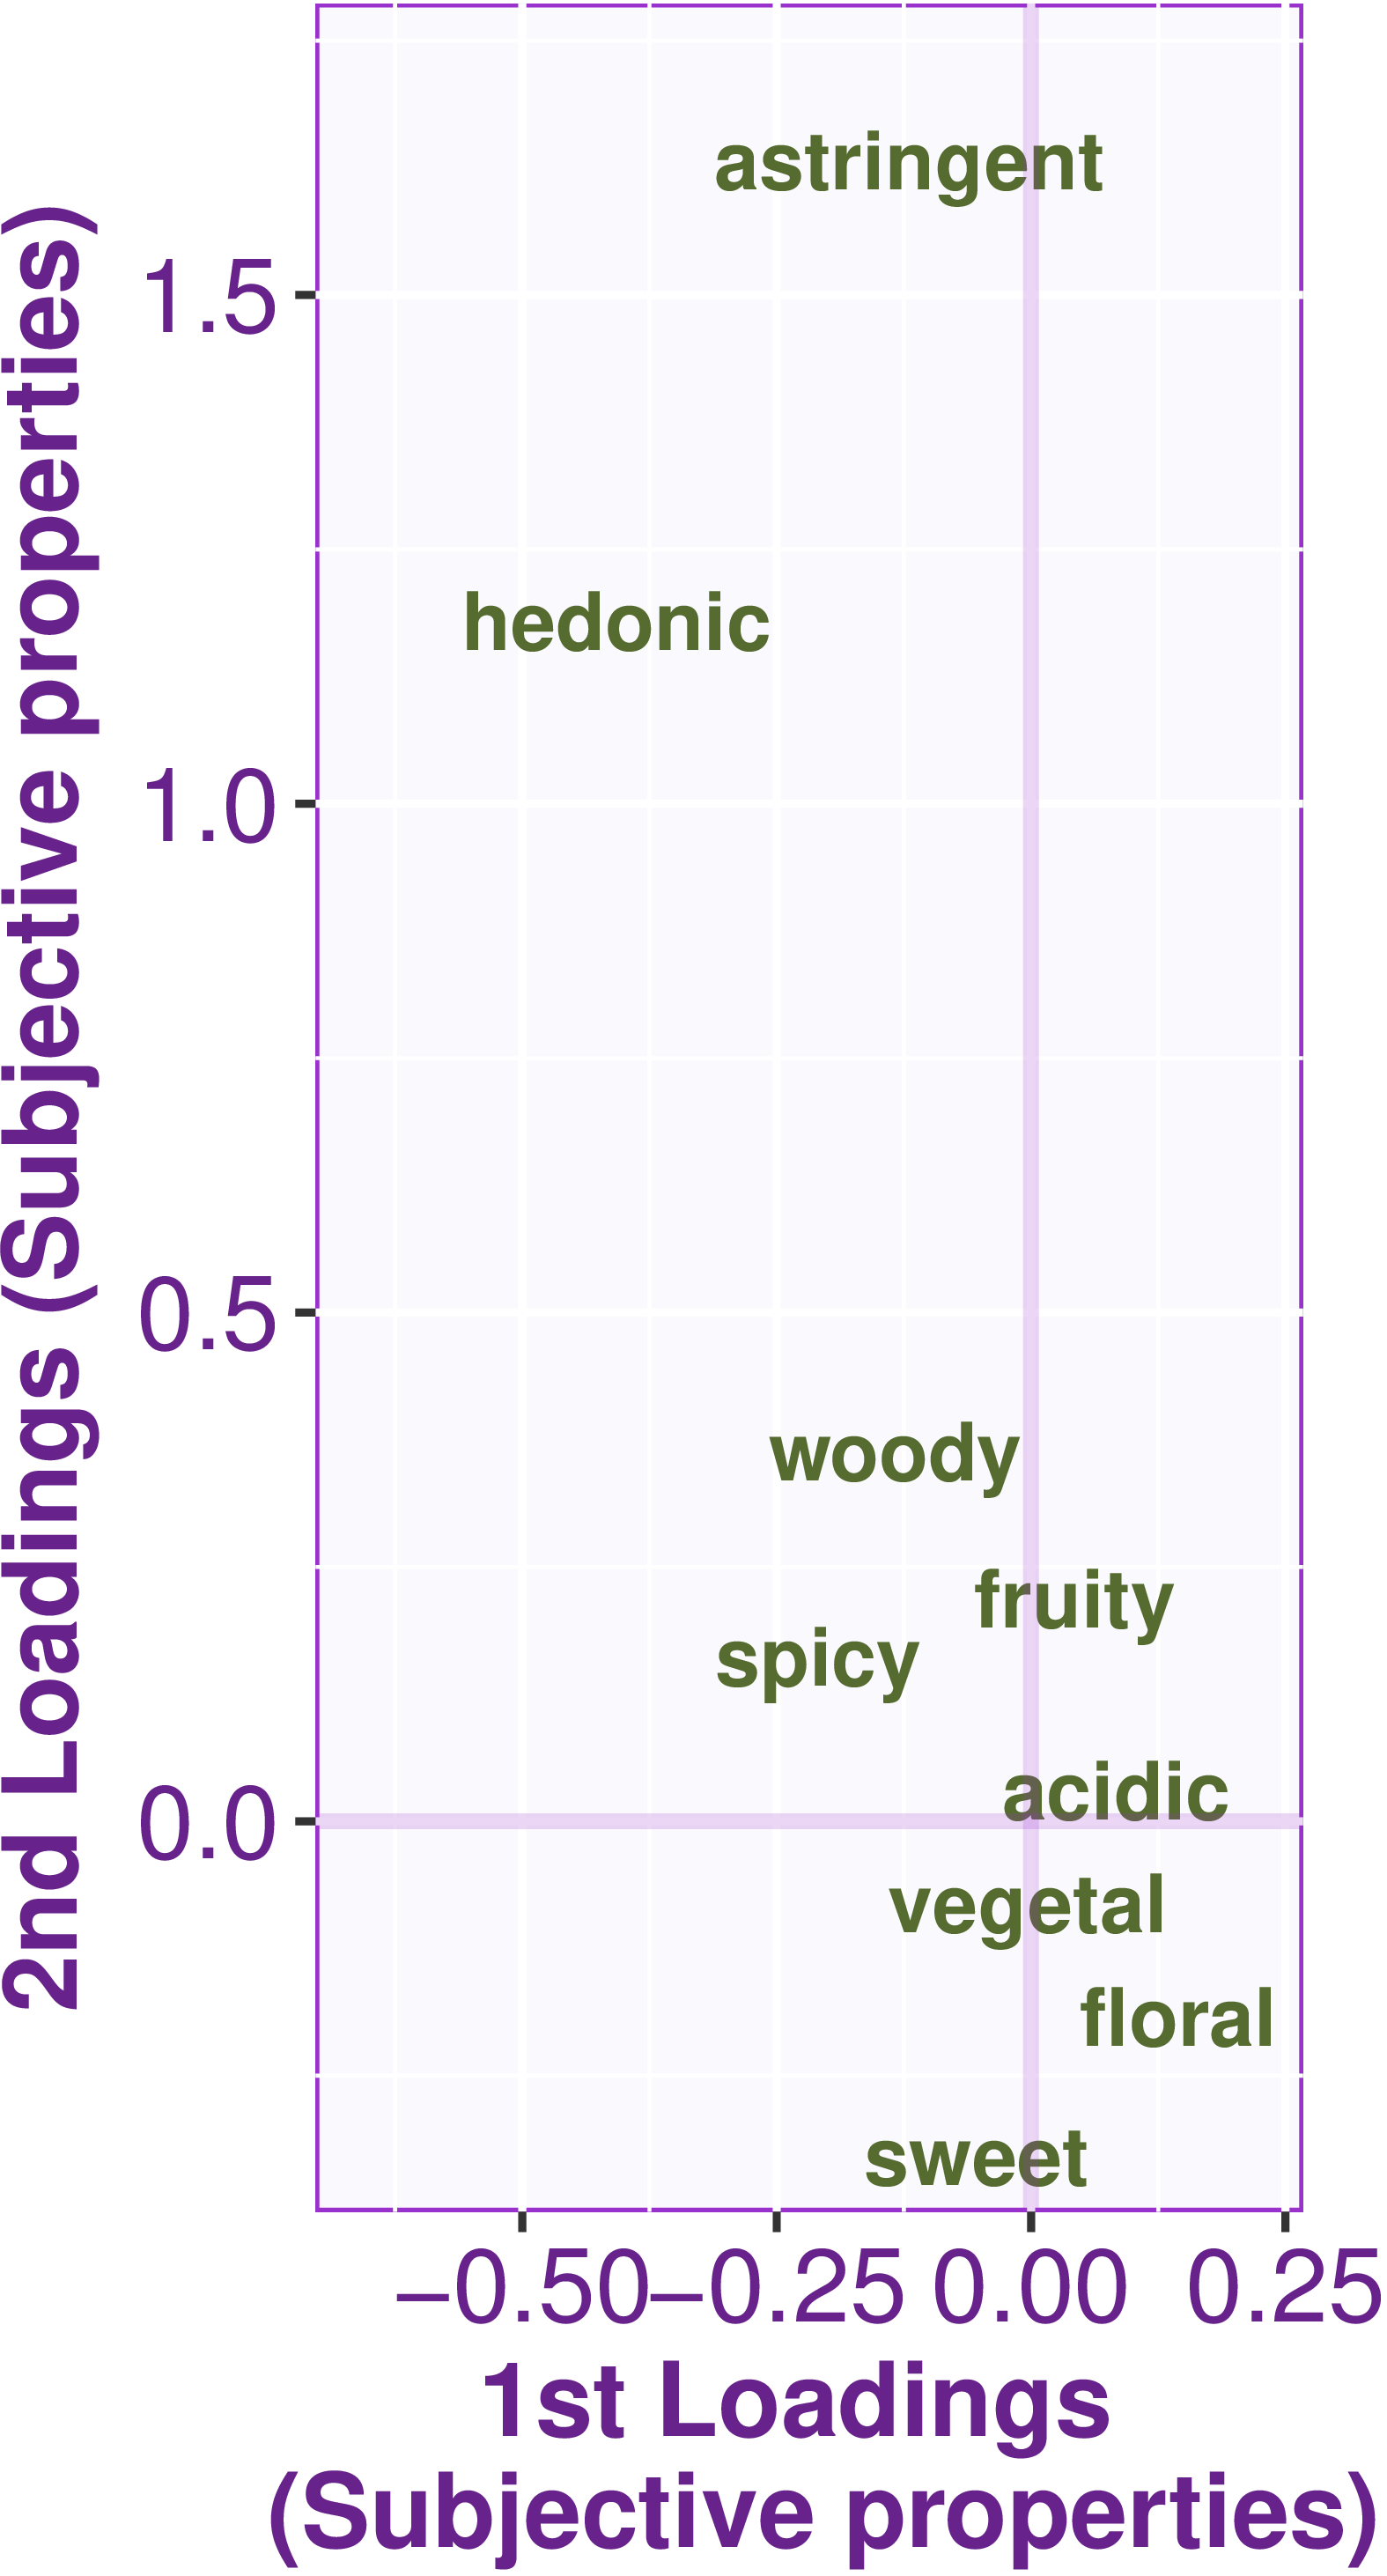 2nd Loadings (Subjective properties)
1.5
1.0
0.5
0.0
astringent
hedonic
woody
fruity
spicy
acidic
vegetal
floral
sweet
−0.50 −0.25 0.00 0.25
1st Loadings
(Subjective properties)